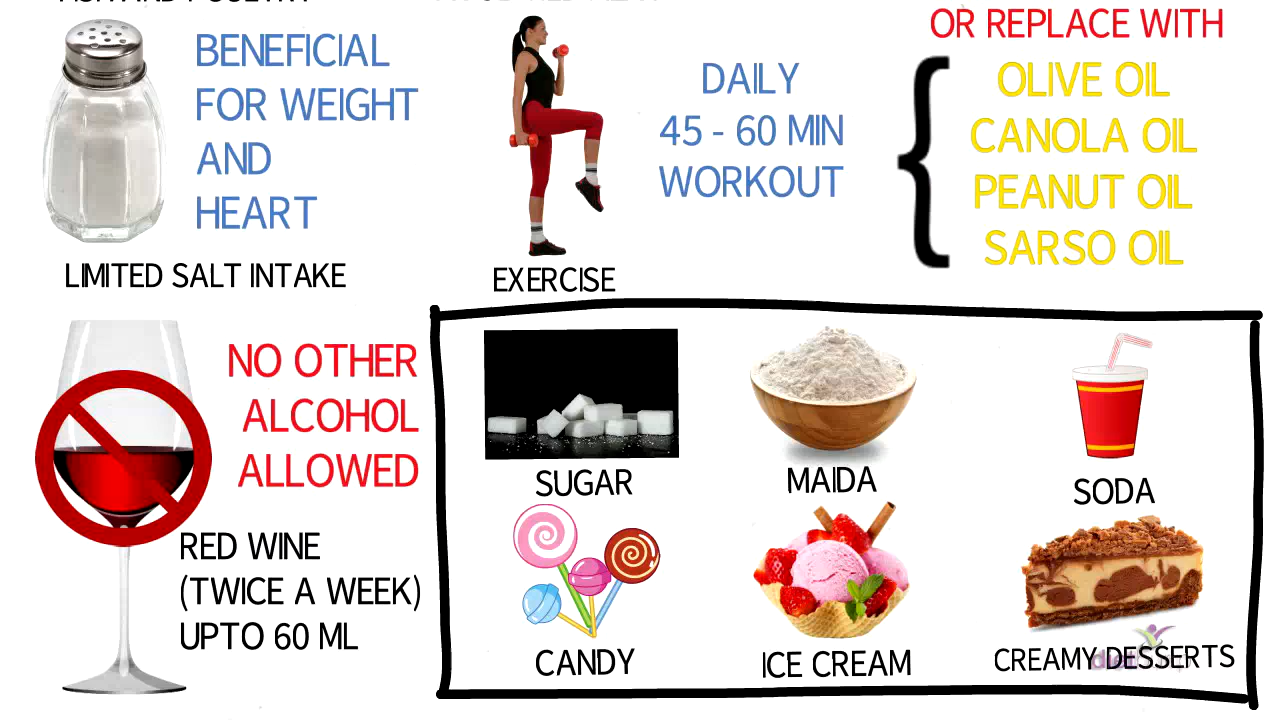 OR REPLACE WITH
BENEFICIAL
FOR WEIGHT
AND
HEART
LIMITED SALT INTAKE
DAILY
45 - 60 MIN
WORKOUT
EXERCISE
OLIVE OIL
CANOLA OIL
PEANUT OIL
SARSO OIL
NO OTHER
ALCOHOL
ALLOWED
RED WINE
(TWICE A WEEK)
UPTO 60 ML
SUGAR
MAIDA
SODA
CANDY
ICE CREAM
CREAMY DESSERTS